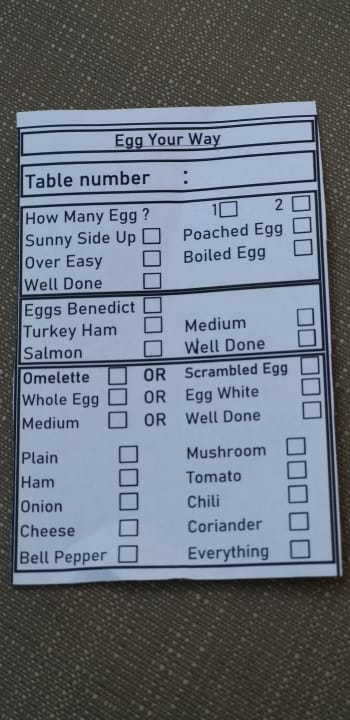 Egg Your Way
Table number :
How Many Egg ? 1 2
Sunny Side Up Poached Egg
Over Easy Boiled Egg
Well Done
Eggs Benedict
Turkey Ham Medium
Salmon Well Done
Omelette OR Scrambled Egg
Whole Egg OR Egg White
Medium OR Well Done
Plain Mushroom
Ham Tomato
Onion Chili
Cheese Coriander
Bell Pepper Everything